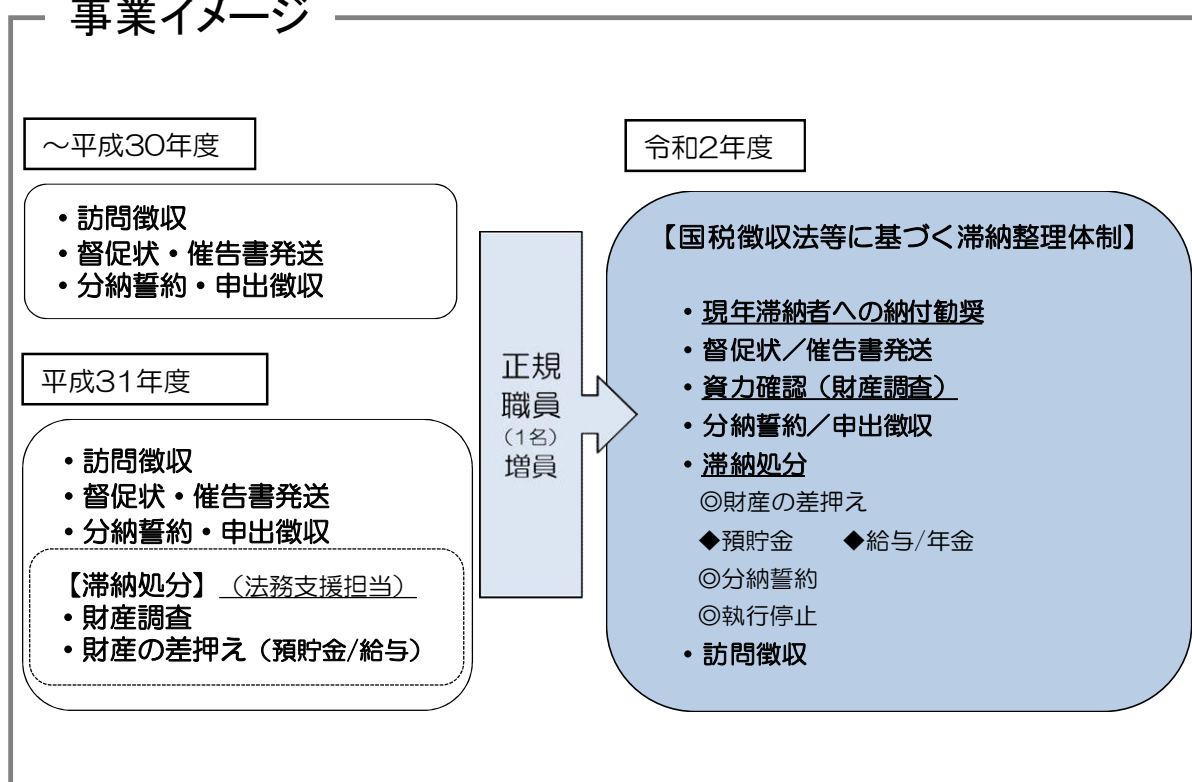 事業イメージ
～平成30年度
・訪問徴収
・督促状・催告書発送
・分納誓約・申出徴収
平成31年度
・訪問徴収
・督促状・催告書発送
・分納誓約・申出徴収
【滞納処分】（法務支援担当）
・財産調査
・財産の差押え（預貯金/給与）
正規
職員
（1名）
増員
令和2年度
【国税徴収法等に基づく滞納整理体制】
・現年滞納者への納付勧奨
・督促状／催告書発送
・資力確認（財産調査）
・分納誓約／申出徴収
・滞納処分
◎財産の差押え
◆預貯金　◆給与/年金
◎分納誓約
◎執行停止
・訪問徴収